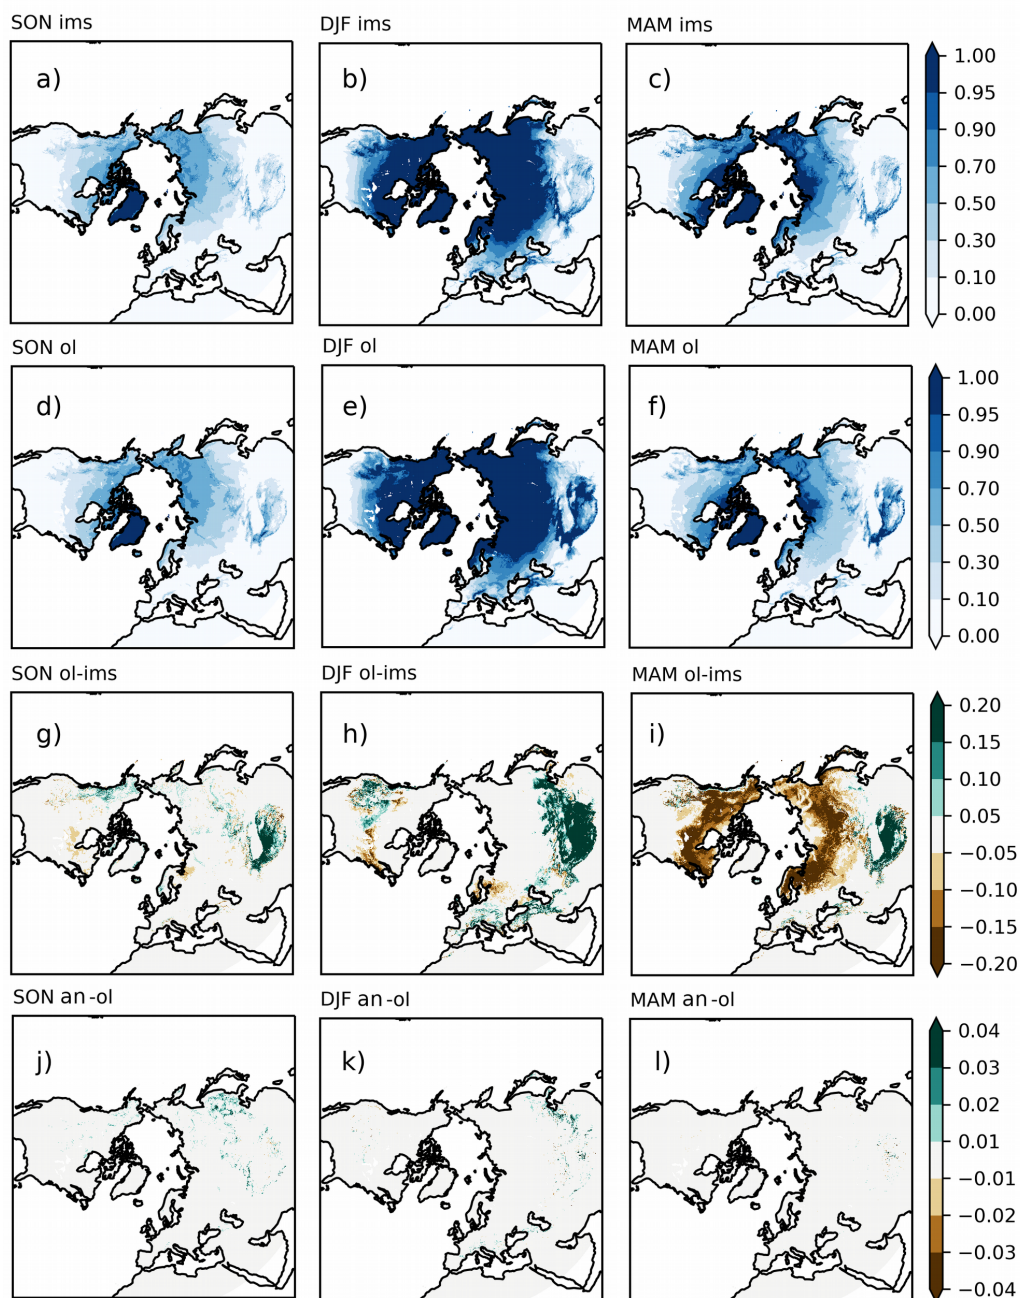 SON ims
DJF ims
MAM ims
a)
b)
c)
1.00
0.95
0.90
0.70
0.50
0.30
0.10
0.00
SON ol
DJF ol
MAM ol
d)
e)
f)
1.00
0.95
0.90
0.70
0.50
0.30
0.10
0.00
SON ol-ims
DJF ol-ims
MAM ol-ims
g)
h)
i)
0.20
0.15
0.10
0.05
−0.05
−0.10
−0.15
−0.20
SON an-ol
DJF an-ol
MAM an-ol
j)
k)
l)
0.04
0.03
0.02
0.01
−0.01
−0.02
−0.03
−0.04